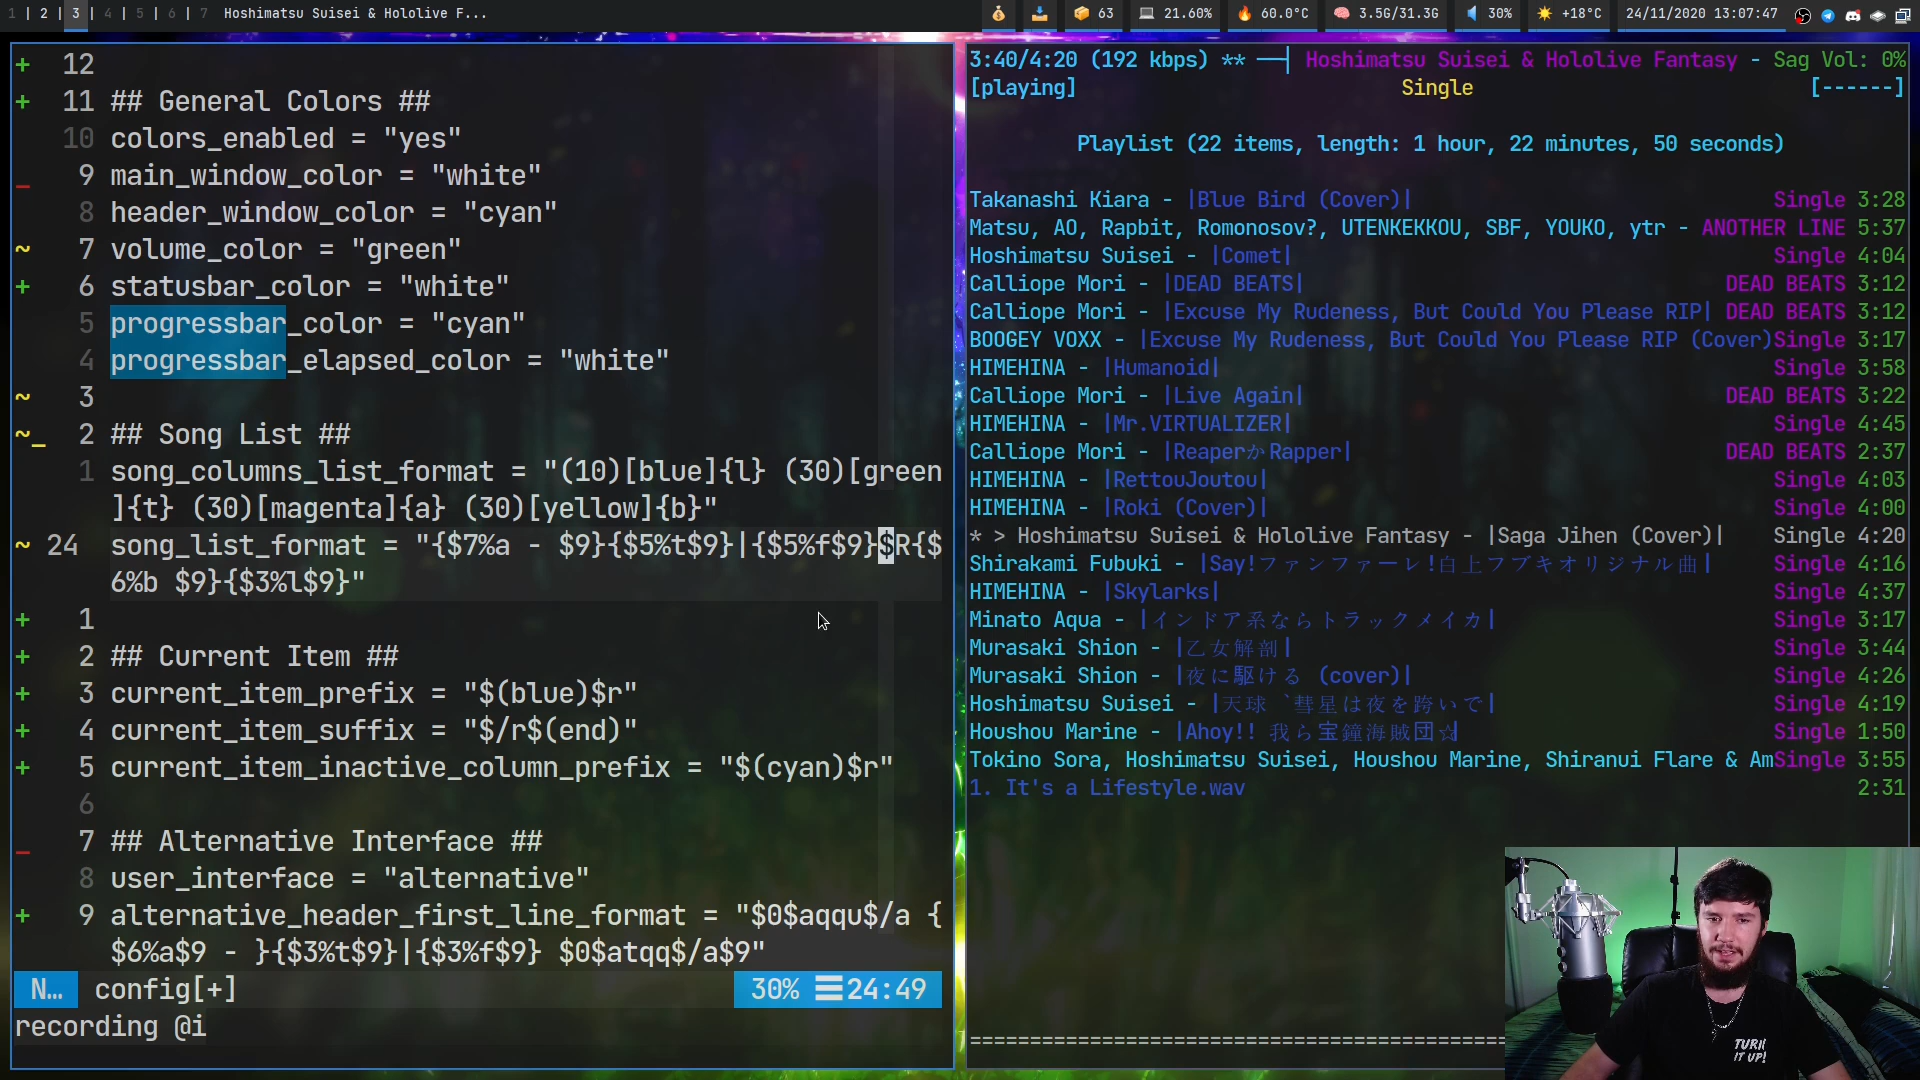 1 | 2 | 3 | 4 | 5 | 6 | 7 Hoshimatsu Suisei & Hololive F...
63 21.60% 60.0°C 3.5G/31.3G 30% +18°C 24/11/2020 13:07:47
+ 12
+ 11 ## General Colors ##
10 colors_enabled = "yes"
_ 9 main_window_color = "white"
8 header_window_color = "cyan"
~ 7 volume_color = "green"
+ 6 statusbar_color = "white"
5 progressbar_color = "cyan"
4 progressbar_elapsed_color = "white"
~ 3
~_ 2 ## Song List ##
1 song_columns_list_format = "(10)[blue]{l} (30)[green
]{t} (30)[magenta]{a} (30)[yellow]{b}"
~ 24 song_list_format = "{$7%a - $9}{$5%t$9}|{$5%f$9}$R{$
6%b $9}{$3%l$9}"
+ 1
+ 2 ## Current Item ##
+ 3 current_item_prefix = "$(blue)$r"
+ 4 current_item_suffix = "$/r$(end)"
+ 5 current_item_inactive_column_prefix = "$(cyan)$r"
6
_ 7 ## Alternative Interface ##
8 user_interface = "alternative"
+ 9 alternative_header_first_line_format = "$0$aqqu$/a {
$6%a$9 - }{$3%t$9}|{$3%f$9} $0$atqq$/a$9"
N… config[+] 30% ☰24:49
recording @i
3:40/4:20 (192 kbps) ** ──┤ Hoshimatsu Suisei & Hololive Fantasy - Sag Vol: 0%
[playing] Single [------]
Playlist (22 items, length: 1 hour, 22 minutes, 50 seconds)
Takanashi Kiara - |Blue Bird (Cover)| Single 3:28
Matsu, AO, Rapbit, Romonosov?, UTENKEKKOU, SBF, YOUKO, ytr - ANOTHER LINE 5:37
Hoshimatsu Suisei - |Comet| Single 4:04
Calliope Mori - |DEAD BEATS| DEAD BEATS 3:12
Calliope Mori - |Excuse My Rudeness, But Could You Please RIP| DEAD BEATS 3:12
BOOGEY VOXX - |Excuse My Rudeness, But Could You Please RIP (Cover)Single 3:17
HIMEHINA - |Humanoid| Single 3:58
Calliope Mori - |Live Again| DEAD BEATS 3:22
HIMEHINA - |Mr.VIRTUALIZER| Single 4:45
Calliope Mori - |ReaperかRapper| DEAD BEATS 2:37
HIMEHINA - |RettouJoutou| Single 4:03
HIMEHINA - |Roki (Cover)| Single 4:00
* > Hoshimatsu Suisei & Hololive Fantasy - |Saga Jihen (Cover)| Single 4:20
Shirakami Fubuki - |Say!ファンファーレ!白上フブキオリジナル曲| Single 4:16
HIMEHINA - |Skylarks| Single 4:37
Minato Aqua - |インドア系ならトラックメイカ| Single 3:17
Murasaki Shion - |乙女解剖| Single 3:44
Murasaki Shion - |夜に駆ける (cover)| Single 4:26
Hoshimatsu Suisei - |天球、彗星は夜を跨いで| Single 4:19
Houshou Marine - |Ahoy!! 我ら宝鐘海賊団☆| Single 1:50
Tokino Sora, Hoshimatsu Suisei, Houshou Marine, Shiranui Flare & AmSingle 3:55
1. It's a Lifestyle.wav 2:31
TURN
IT UP!